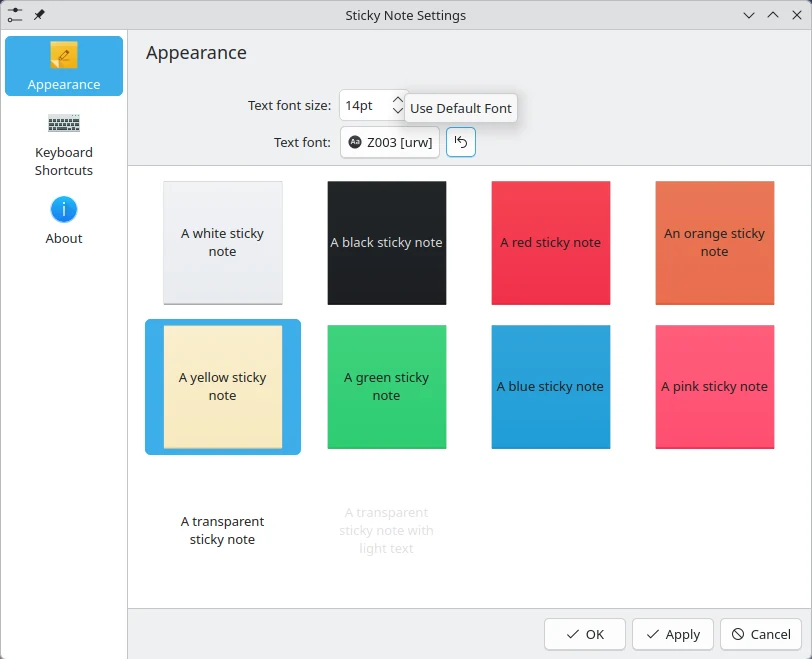 Sticky Note Settings
Appearance
Appearance
Keyboard
Shortcuts
About
Text font size:
14pt
Use Default Font
Text font:
Aa
Z003 [urw]
A white sticky
note
A black sticky note
A red sticky note
An orange sticky
note
A yellow sticky
note
A green sticky
note
A blue sticky note
A pink sticky note
A transparent
sticky note
A transparent
sticky note with
light text
OK
Apply
Cancel